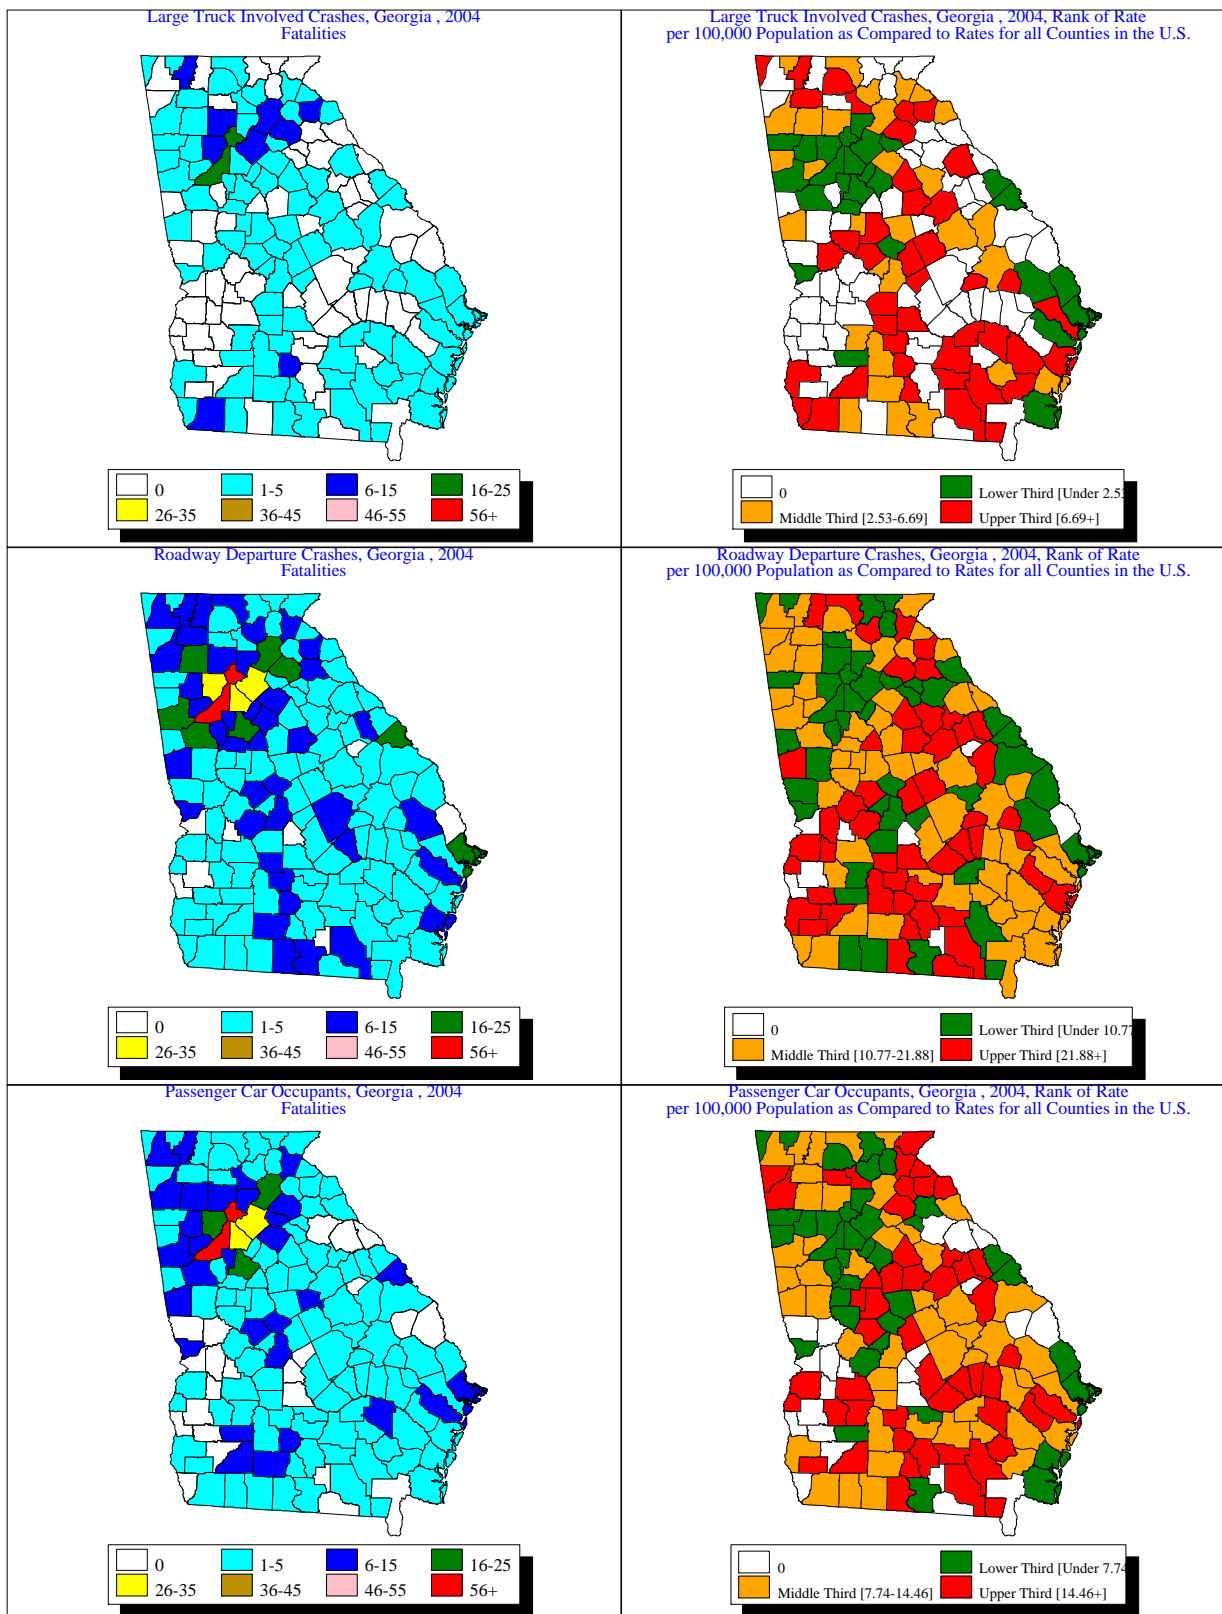 Large Truck Involved Crashes, Georgia , 2004
Fatalities
0
1-5
6-15
16-25
26-35
36-45
46-55
56+
Large Truck Involved Crashes, Georgia , 2004, Rank of Rate
per 100,000 Population as Compared to Rates for all Counties in the U.S.
0
Lower Third [Under 2.53
Middle Third [2.53-6.69]
Upper Third [6.69+]
Roadway Departure Crashes, Georgia , 2004
Fatalities
0
1-5
6-15
16-25
26-35
36-45
46-55
56+
Roadway Departure Crashes, Georgia , 2004, Rank of Rate
per 100,000 Population as Compared to Rates for all Counties in the U.S.
0
Lower Third [Under 10.77
Middle Third [10.77-21.88]
Upper Third [21.88+]
Passenger Car Occupants, Georgia , 2004
Fatalities
0
1-5
6-15
16-25
26-35
36-45
46-55
56+
Passenger Car Occupants, Georgia , 2004, Rank of Rate
per 100,000 Population as Compared to Rates for all Counties in the U.S.
0
Lower Third [Under 7.74
Middle Third [7.74-14.46]
Upper Third [14.46+]